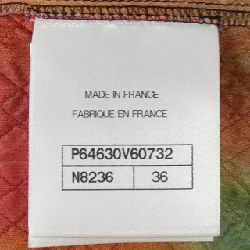 MADE IN FRANCE
FABRIQUE EN FRANCE
P64630V60732
N8236 36